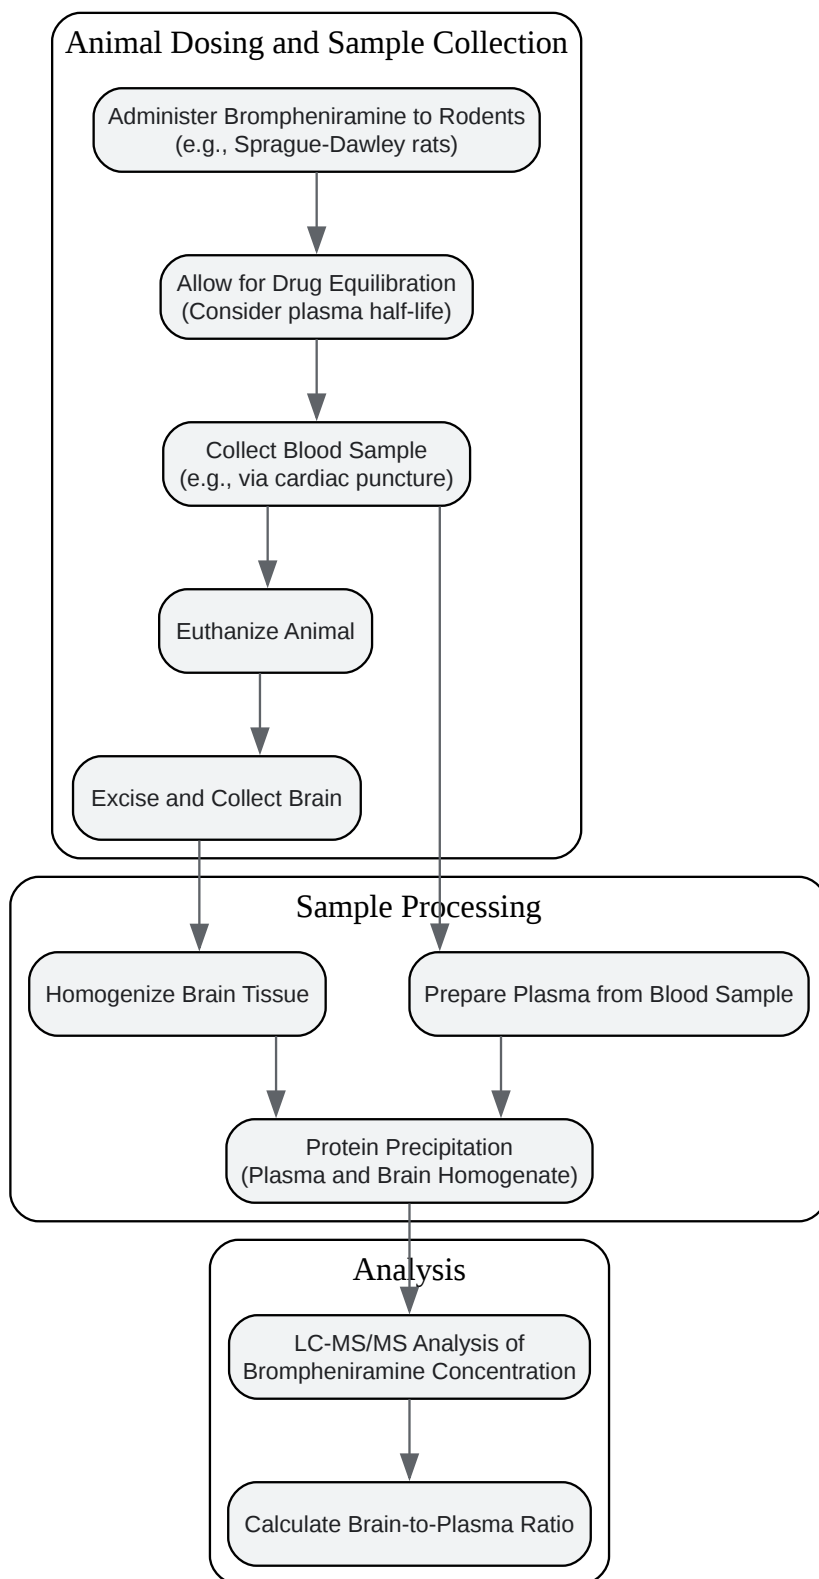 Animal Dosing and Sample Collection
Administer Brompheniramine to Rodents
(e.g., Sprague-Dawley rats)
Allow for Drug Equilibration
(Consider plasma half-life)
Collect Blood Sample
(e.g., via cardiac puncture)
Euthanize Animal
Excise and Collect Brain
Sample Processing
Homogenize Brain Tissue
Prepare Plasma from Blood Sample
Protein Precipitation
(Plasma and Brain Homogenate)
Analysis
LC-MS/MS Analysis of
Brompheniramine Concentration
Calculate Brain-to-Plasma Ratio